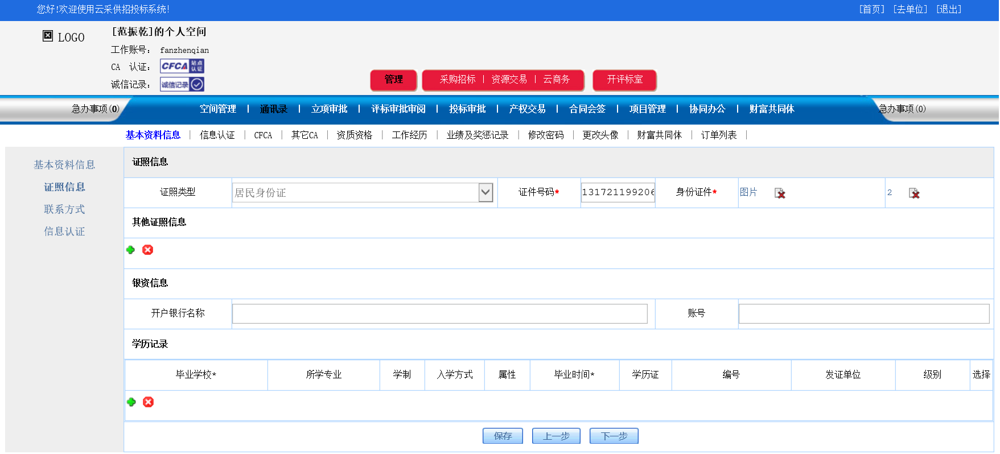 您好!欢迎使用云采供招投标系统! [首页] [去单位] [退出]
LOGO
[范振乾]的个人空间
工作账号: fanzhenqian
CA 认证: CFCA 站点认证
诚信记录: 诚信记录
管理 采购招标 | 资源交易 | 云商务 开评标室
急办事项(0) 空间管理 | 通讯录 | 立项审批 | 评标审批审阅 | 投标审批 | 产权交易 | 合同会签 | 项目管理 | 协同办公 | 财富共同体 急办事项(0)
基本资料信息 | 信息认证 | CFCA | 其它CA | 资质资格 | 工作经历 | 业绩及奖惩记录 | 修改密码 | 更改头像 | 财富共同体 | 订单列表 |
基本资料信息
证照信息
联系方式
信息认证
证照信息
证照类型 居民身份证 证件号码* 131721199206 身份证件* 图片 2
其他证照信息
银资信息
开户银行名称 账号
学历记录
毕业学校* 所学专业 学制 入学方式 属性 毕业时间* 学历证 编号 发证单位 级别 选择
保存 上一步 下一步